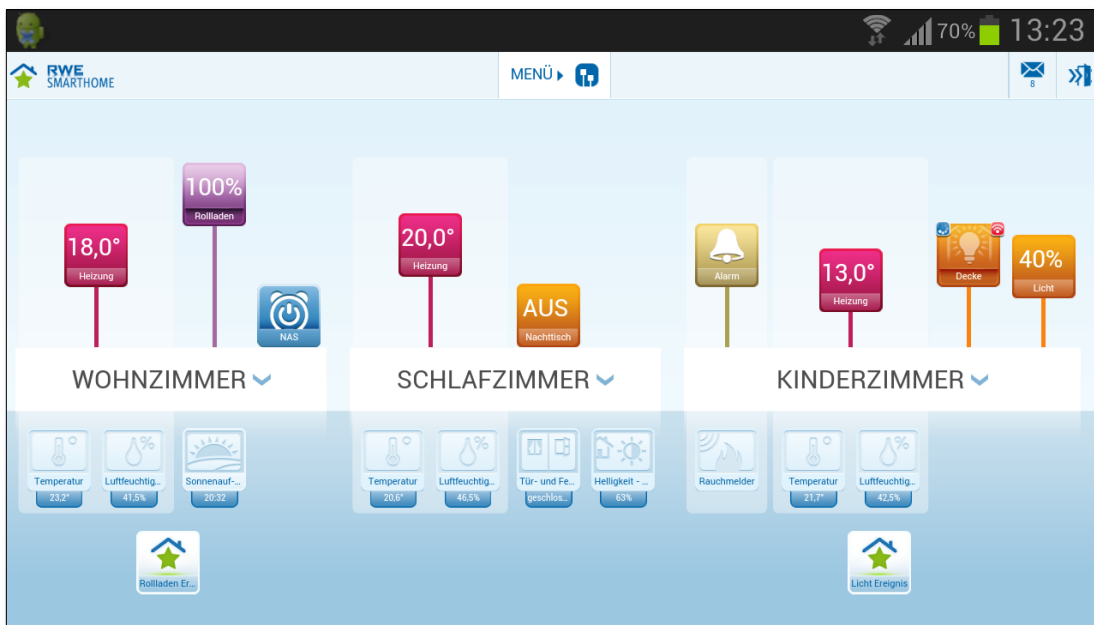 70% 13:23
RWE
SMARTHOME
MENÜ
8
100%
Rollladen
18,0°
Heizung
NAS
20,0°
Heizung
AUS
Nachttisch
Alarm
13,0°
Heizung
Decke
40%
Licht
WOHNZIMMER
SCHLAFZIMMER
KINDERZIMMER
Temperatur
23,2°
Luftfeuchtig...
41,5%
Sonnenauf-...
20:32
Temperatur
20,6°
Luftfeuchtig...
46,5%
Tür- und Fe...
geschlos...
Helligkeit - ...
63%
Rauchmelder
Temperatur
21,7°
Luftfeuchtig...
42,5%
Rollladen Er...
Licht Ereignis